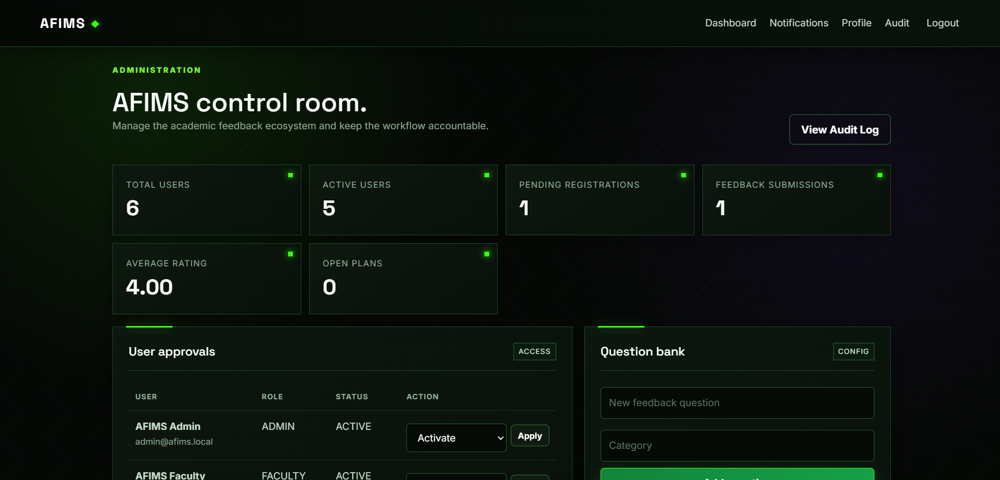 AFIMS
Dashboard Notifications Profile Audit Logout
ADMINISTRATION
AFIMS control room.
Manage the academic feedback ecosystem and keep the workflow accountable.
View Audit Log
TOTAL USERS
6
ACTIVE USERS
5
PENDING REGISTRATIONS
1
FEEDBACK SUBMISSIONS
1
AVERAGE RATING
4.00
OPEN PLANS
0
User approvals
ACCESS
USER ROLE STATUS ACTION
AFIMS Admin ADMIN ACTIVE Activate Apply
admin@afims.local
AFIMS Faculty FACULTY ACTIVE
Question bank
CONFIG
New feedback question
Category